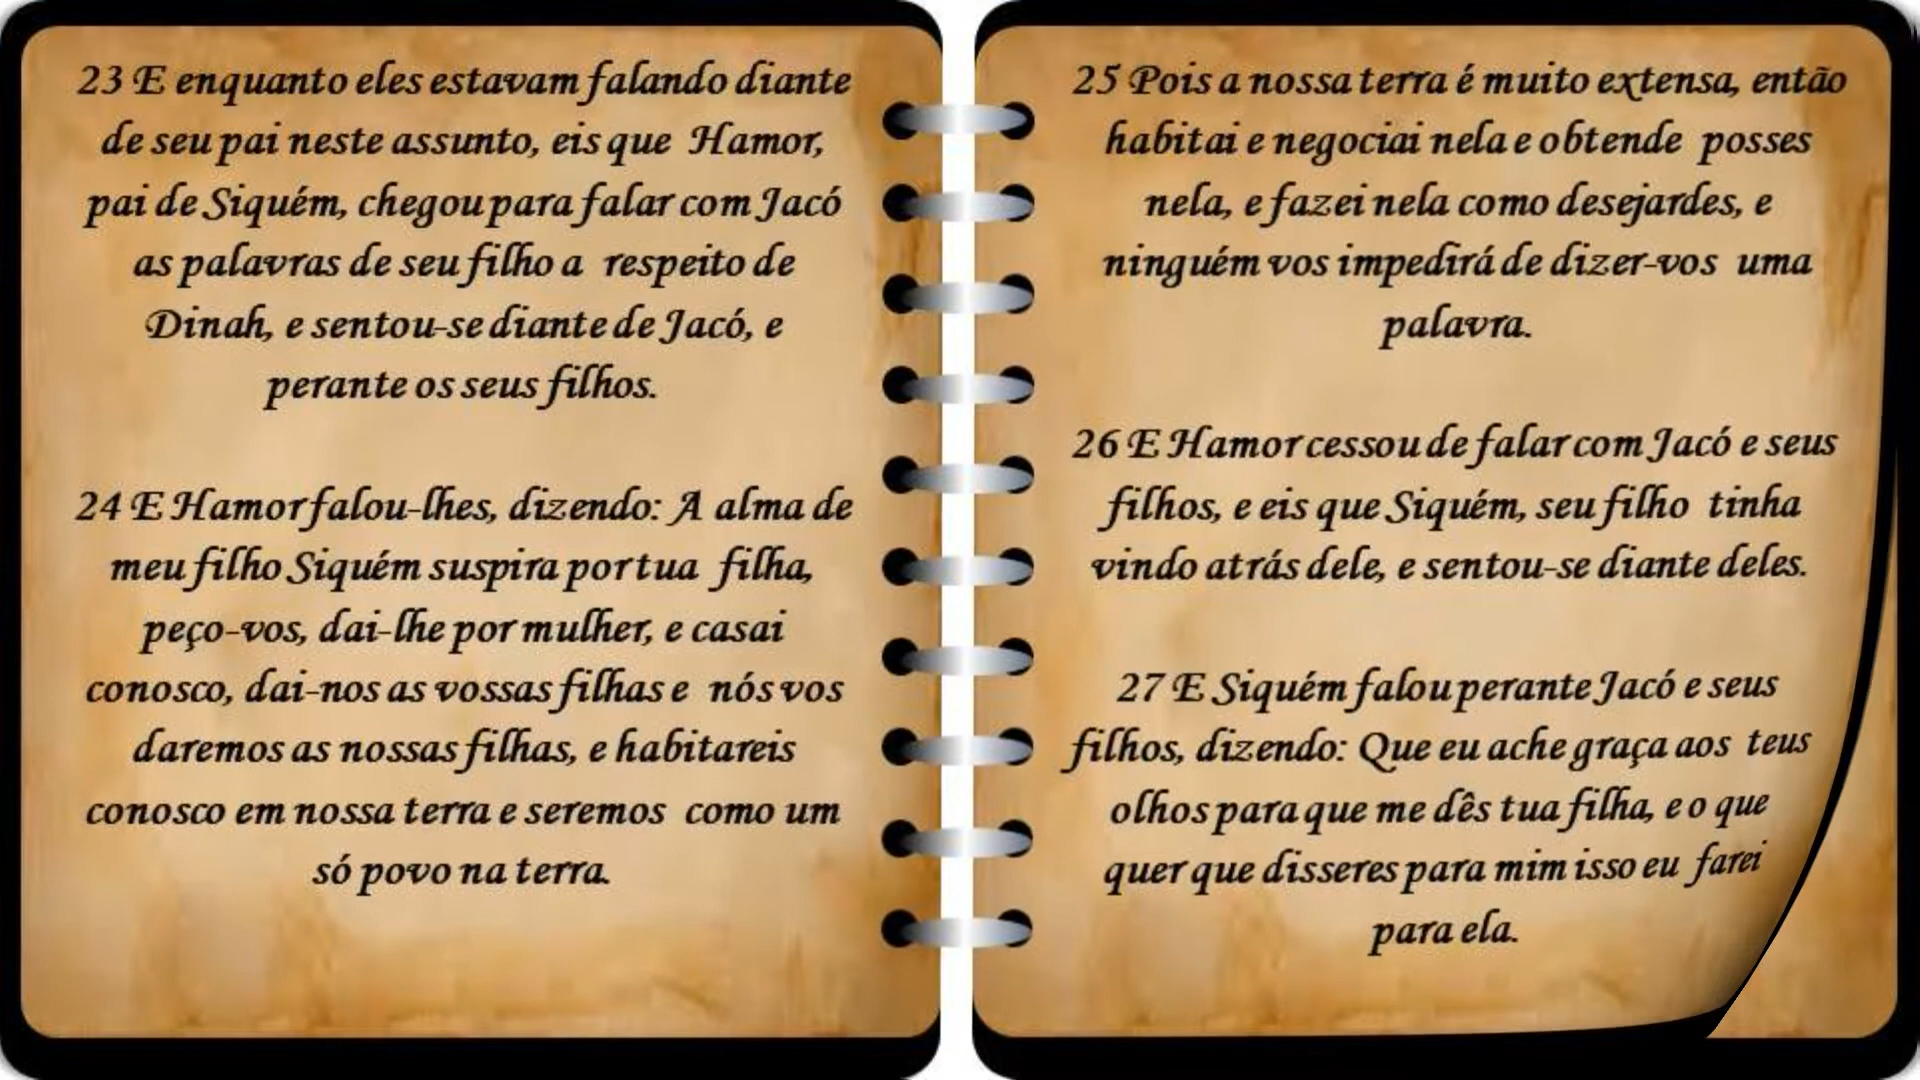 23 E enquanto eles estavam falando diante
de seu pai neste assunto, eis que Hamor,
pai de Siquém, chegou para falar com Jacó
as palavras de seu filho a respeito de
Dinah, e sentou-se diante de Jacó, e
perante os seus filhos.
24 E Hamor falou-lhes, dizendo: A alma de
meu filho Siquém suspira por tua filha,
peço-vos, dai-lhe por mulher, e casai
conosco, dai-nos as vossas filhas e nós vos
daremos as nossas filhas, e habitareis
conosco em nossa terra e seremos como um
só povo na terra.
25 Pois a nossa terra é muito extensa, então
habitai e negociai nela e obtende posses
nela, e fazei nela como desejardes, e
ninguém vos impedirá de dizer-vos uma
palavra.
26 E Hamor cessou de falar com Jacó e seus
filhos, e eis que Siquém, seu filho tinha
vindo atrás dele, e sentou-se diante deles.
27 E Siquém falou perante Jacó e seus
filhos, dizendo: Que eu ache graça aos teus
olhos para que me dês tua filha, e o que
quer que disseres para mim isso eu farei
para ela.